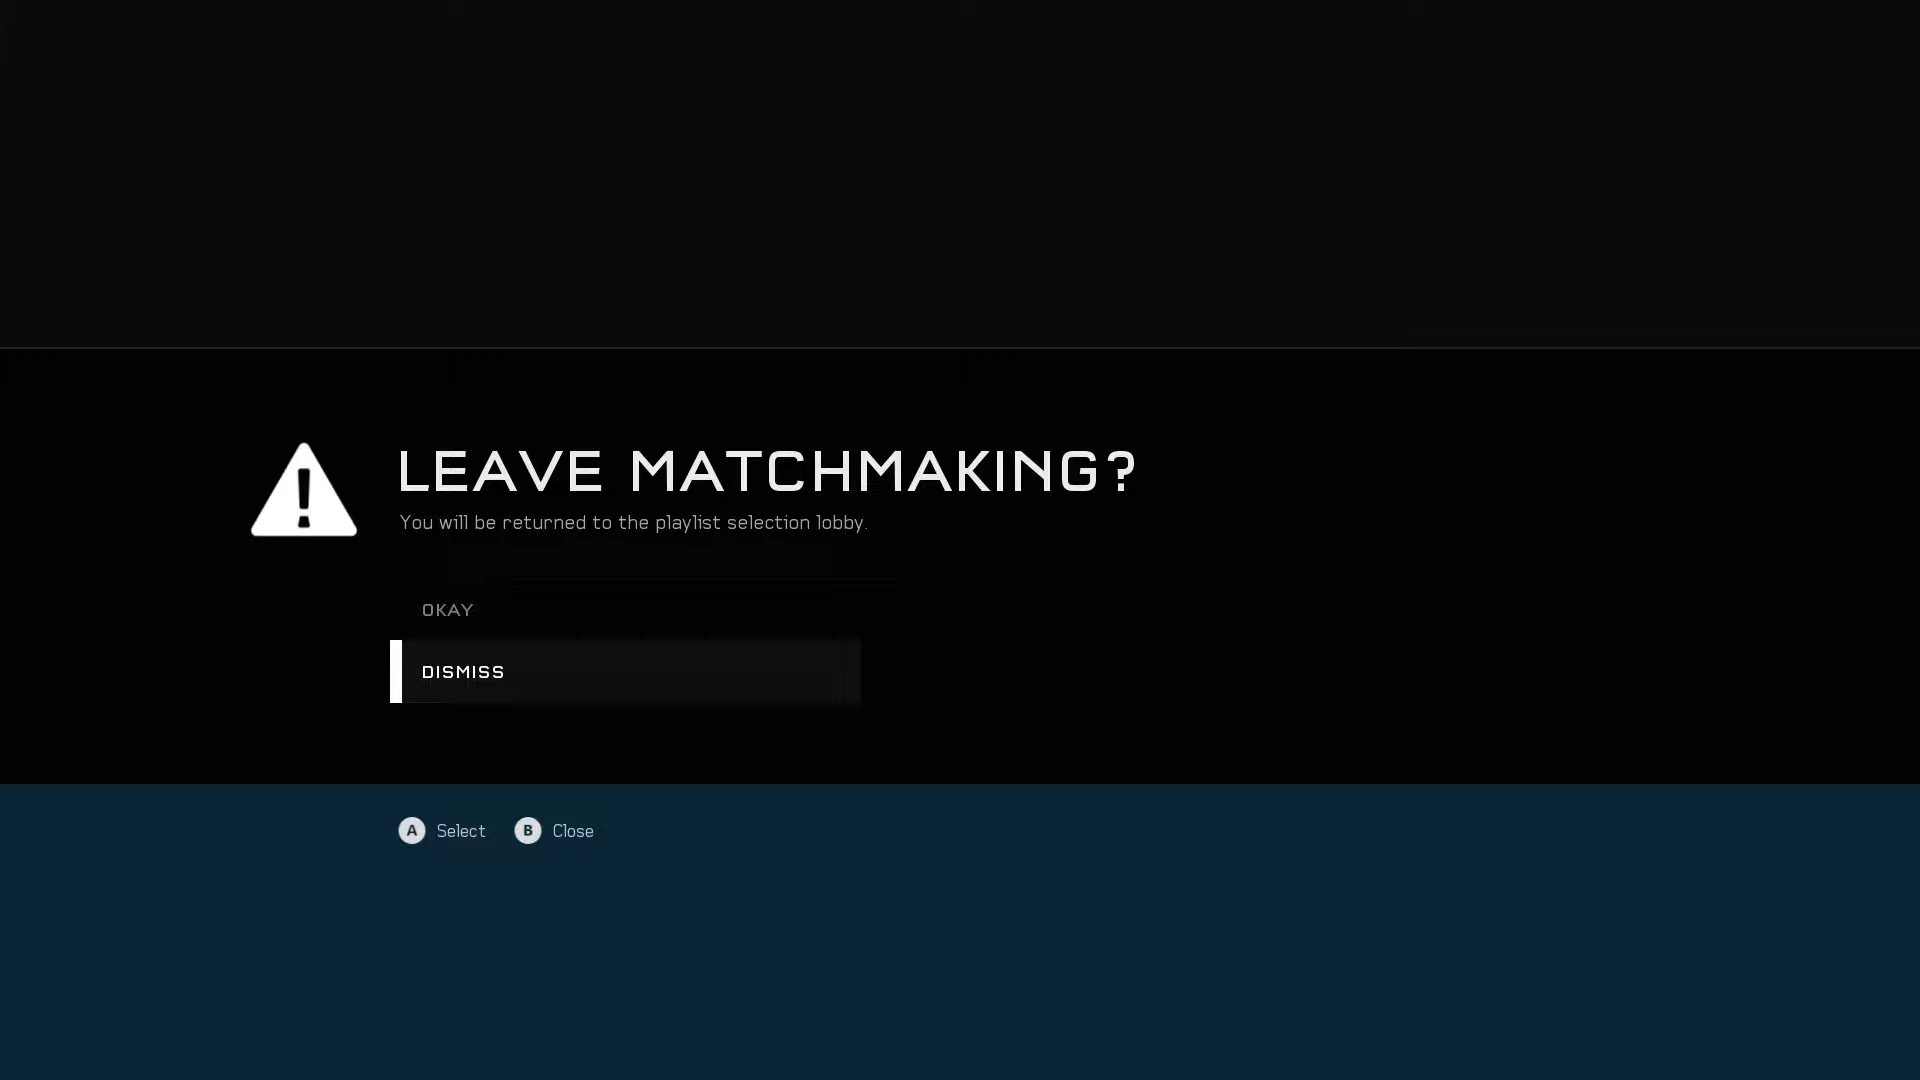 LEAVE MATCHMAKING?
You will be returned to the playlist selection lobby.
OKAY
DISMISS
A Select B Close